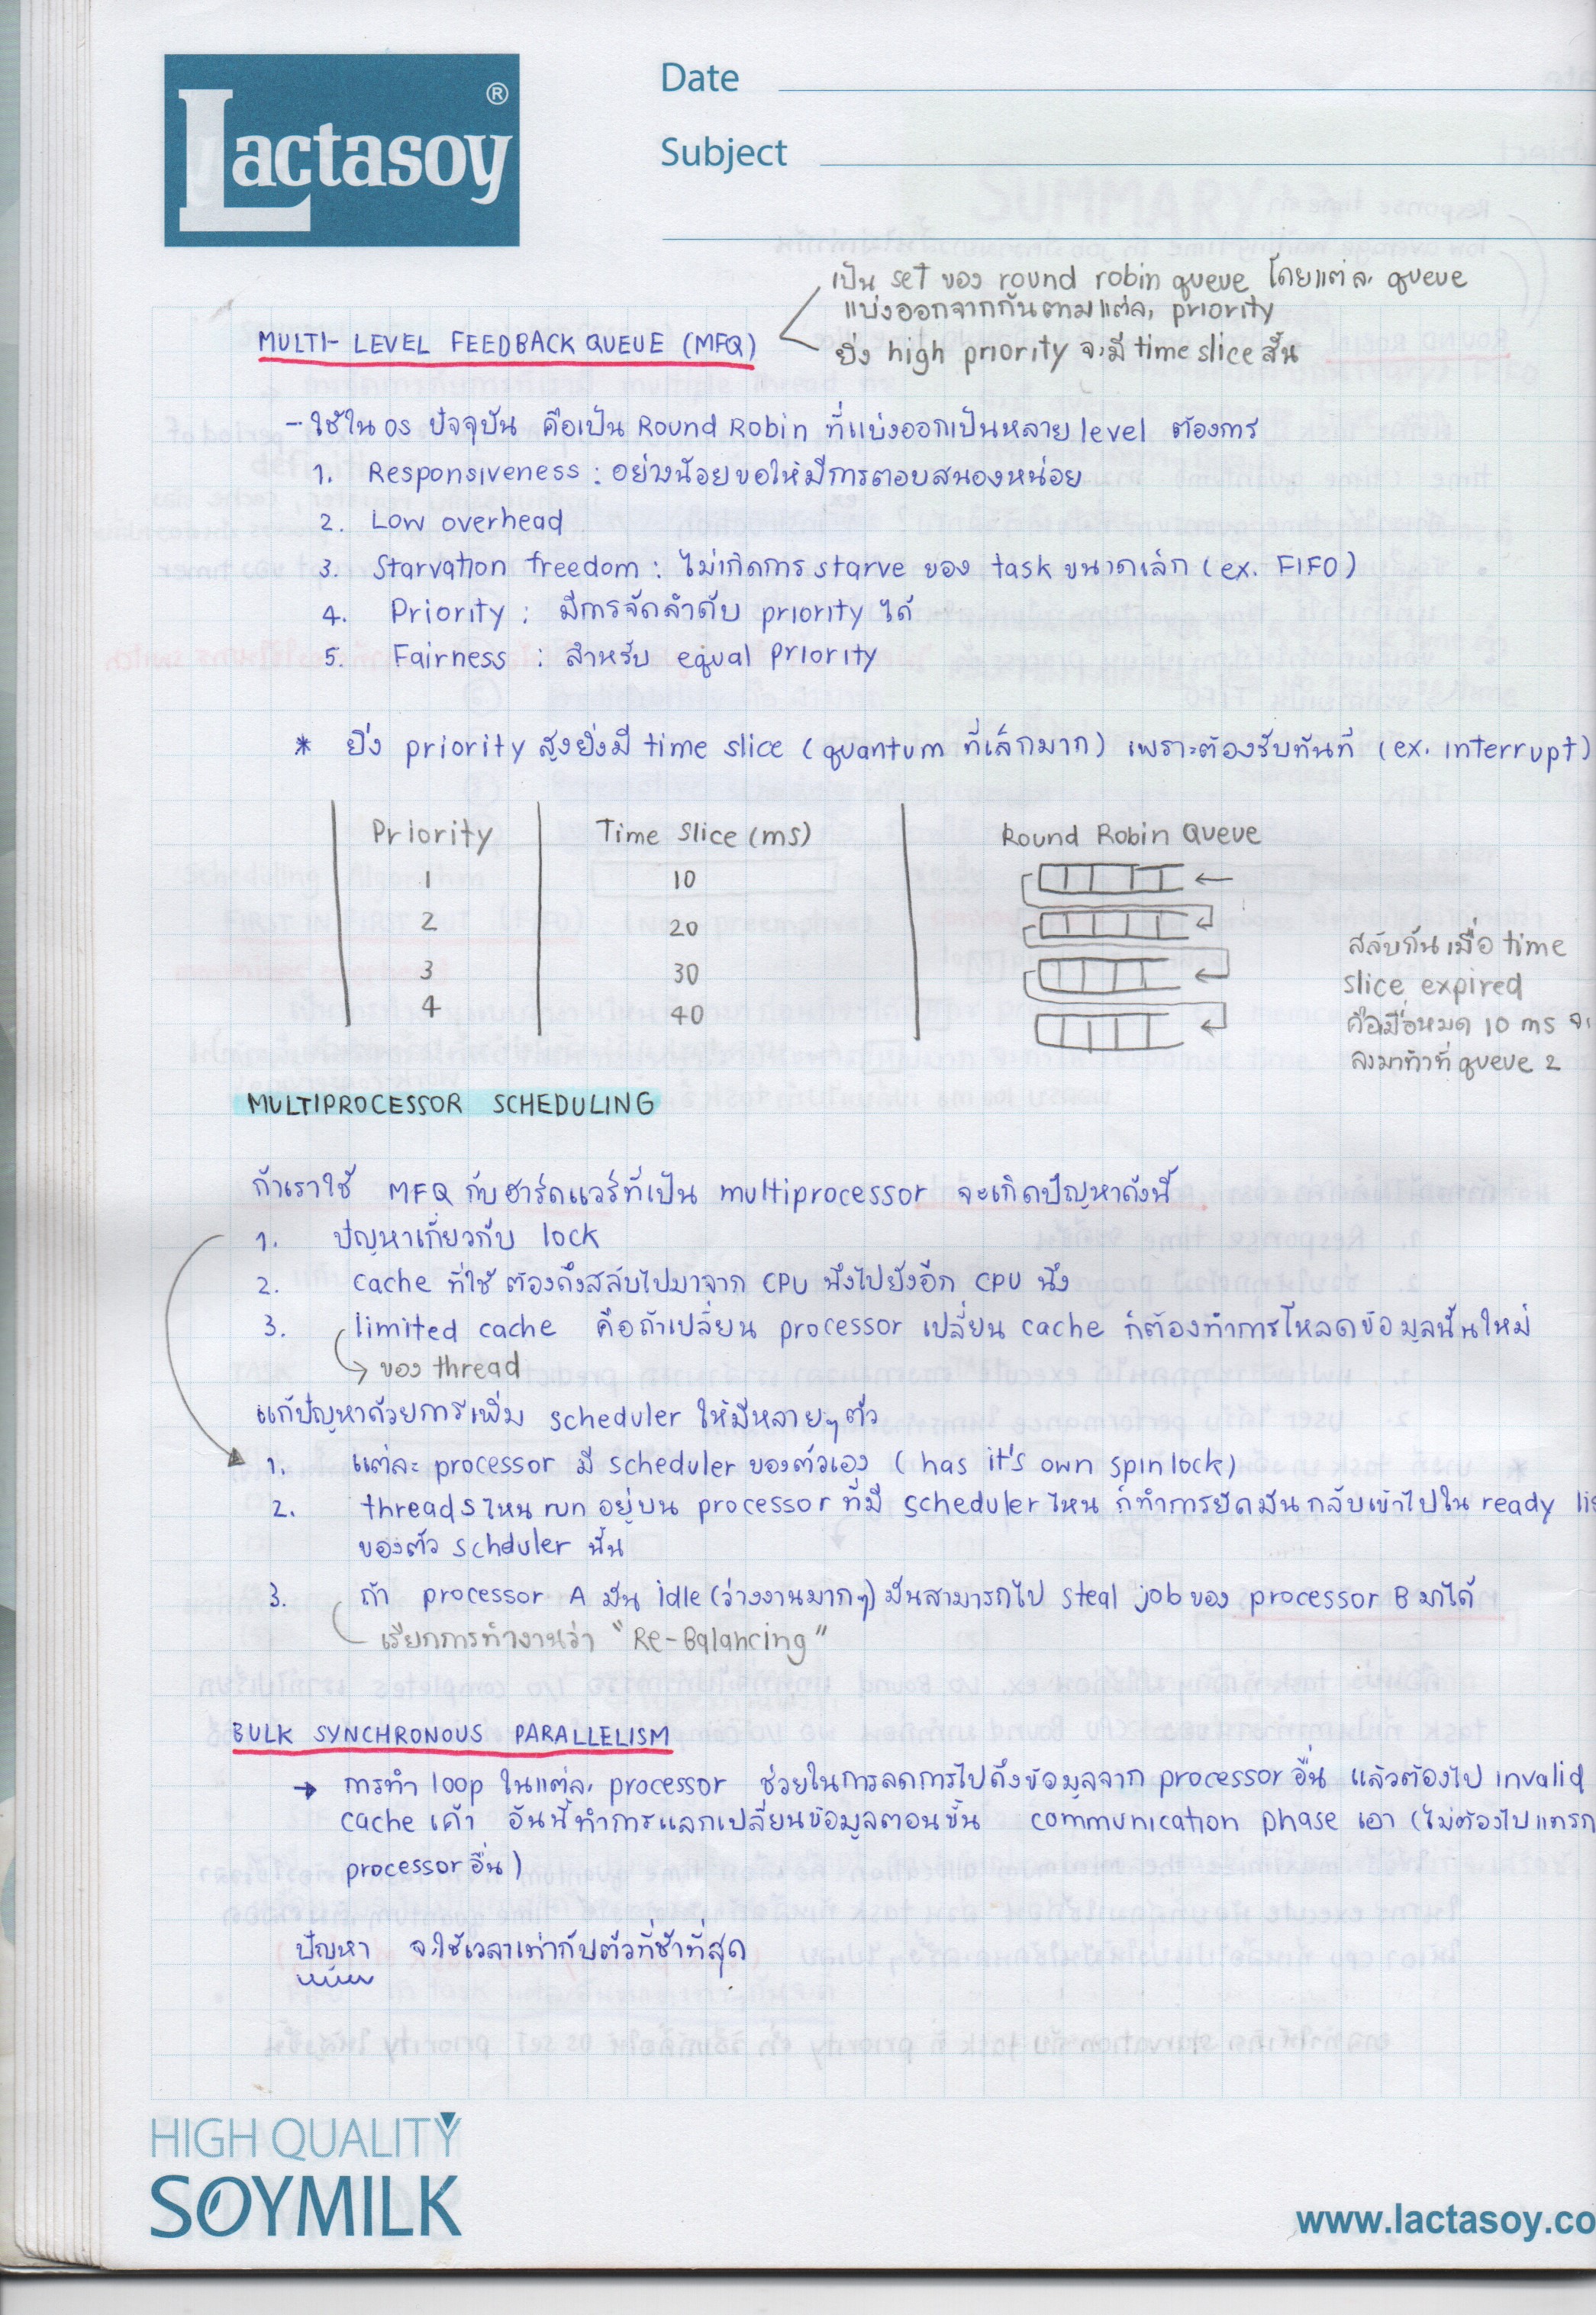 Lactasoy ®
Date
Subject
เป็น set ของ round robin queue โดยแต่ละ queue
แบ่งออกจากกันตามแต่ละ priority
ยิ่ง high priority จะมี time slice สั้น
MULTI-LEVEL FEEDBACK QUEUE (MFQ)
- ใช้ใน OS ปัจจุบัน คือเป็น Round Robin ที่แบ่งออกเป็นหลาย level ต้องการ
1. Responsiveness : อย่างน้อยขอให้มีการตอบสนองหน่อย
2. Low overhead
3. Starvation freedom : ไม่เกิดการ starve ของ task ขนาดเล็ก (ex. FIFO)
4. Priority : มีการจัดลำดับ priority ได้
5. Fairness : สำหรับ equal priority
* ยิ่ง priority สูงยิ่งมี time slice (quantum ที่เล็กมาก) เพราะต้องรับทันที (ex. interrupt)
Priority Time Slice (ms) Round Robin Queue
1 10
2 20
3 30
4 40
สลับกันเมื่อ time
slice expired
คือเมื่อหมด 10 ms จะ
ลงมาทำที่ queue 2
MULTIPROCESSOR SCHEDULING
ถ้าเราใช้ MFQ กับฮาร์ดแวร์ที่เป็น multiprocessor จะเกิดปัญหาดังนี้
1. ปัญหาเกี่ยวกับ lock
2. cache ที่ใช้ ต้องดึงสลับไปมาจาก CPU นึงไปยังอีก CPU นึง
3. limited cache คือถ้าเปลี่ยน processor เปลี่ยน cache ก็ต้องทำการโหลดข้อมูลนั้นใหม่
ของ thread
แก้ปัญหาด้วยการเพิ่ม scheduler ให้มีหลายๆตัว
1. แต่ละ processor มี scheduler ของตัวเอง (has it's own spinlock)
2. threads ไหน run อยู่บน processor ที่มี scheduler ไหน ก็ทำการยัดมันกลับเข้าไปใน ready
ของตัว schduler นั้น
3. ถ้า processor A มัน idle (ว่างงานมากๆ) มันสามารถไป steal job ของ processor B มาได้
เรียกการทำงานว่า "Re-Balancing"
BULK SYNCHRONOUS PARALLELISM
→ การทำ loop ในแต่ละ processor ช่วยในการลดการไปดึงข้อมูลจาก processor อื่น แล้วต้องไป invalid
cache เค้า อันนี้ทำการแลกเปลี่ยนข้อมูลตอนขั้น communication phase เอา (ไม่ต้องไปแทรก
processor อื่น)
ปัญหา จะใช้เวลาเท่ากับตัวที่ช้าที่สุด
HIGH QUALITY
SOYMILK
www.lactasoy.co